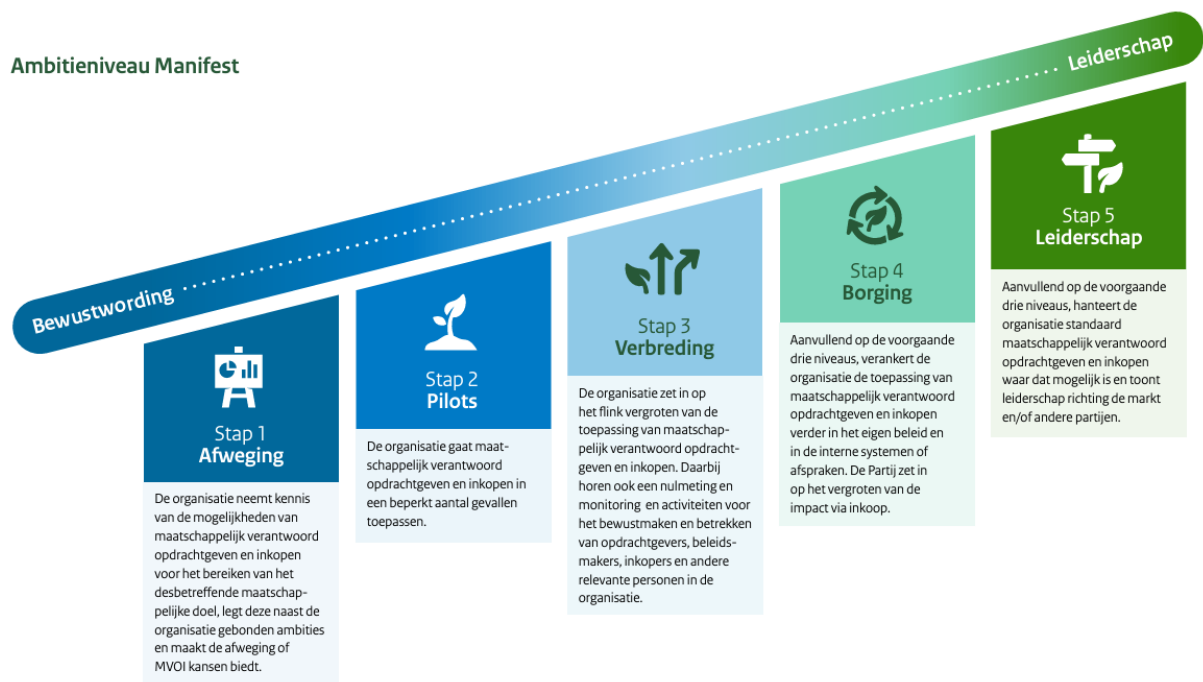 Ambitieniveau Manifest
Bewustwording
Leiderschap
Stap 1
Afweging
De organisatie neemt kennis
van de mogelijkheden van
maatschappelijk verantwoord
opdrachtgeven en inkopen
voor het bereiken van het
desbetreffende maatschap-
pelijke doel, legt deze naast de
organisatie gebonden ambities
en maakt de afweging of
MVOI kansen biedt.
Stap 2
Pilots
De organisatie gaat maat-
schappelijk verantwoord
opdrachtgeven en inkopen in
een beperkt aantal gevallen
toepassen.
Stap 3
Verbreding
De organisatie zet in op
het flink vergroten van de
toepassing van maatschap-
pelijk verantwoord opdracht-
geven en inkopen. Daarbij
horen ook een nulmeting en
monitoring en activiteiten voor
het bewustmaken en betrekken
van opdrachtgevers, beleids-
makers, inkopers en andere
relevante personen in de
organisatie.
Stap 4
Borging
Aanvullend op de voorgaande
drie niveaus, verankert de
organisatie de toepassing van
maatschappelijk verantwoord
opdrachtgeven en inkopen
verder in het eigen beleid en
in de interne systemen of
afspraken. De Partij zet in
op het vergroten van de
impact via inkoop.
Stap 5
Leiderschap
Aanvullend op de voorgaande
drie niveaus, hanteert de
organisatie standaard
maatschappelijk verantwoord
opdrachtgeven en inkopen
waar dat mogelijk is en toont
leiderschap richting de markt
en/of andere partijen.